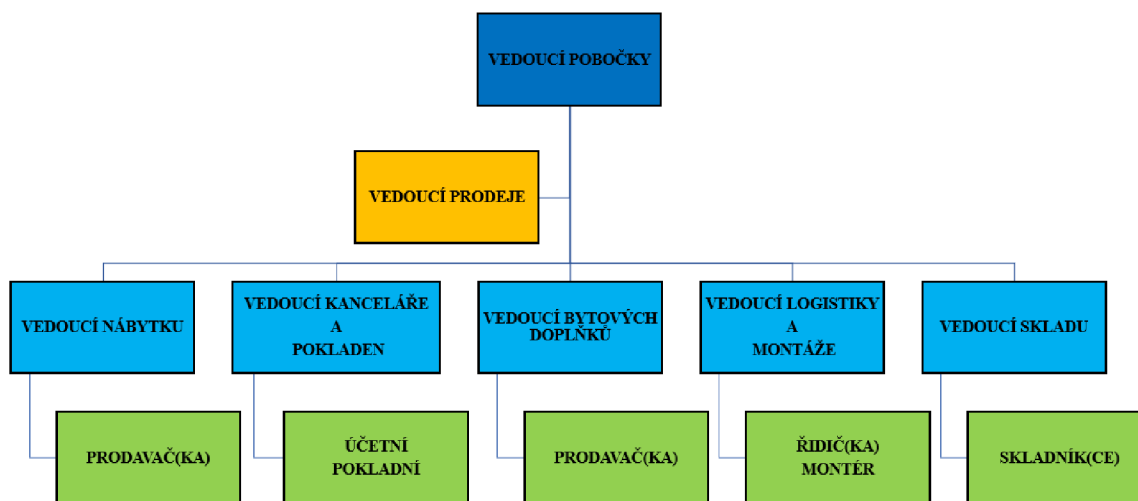 VEDOUCÍ POBOČKY
VEDOUCÍ PRODEJE
VEDOUCÍ NÁBYTKU
VEDOUCÍ KANCELÁŘE
A
POKLADEN
VEDOUCÍ BYTOVÝCH
DOPLŇKŮ
VEDOUCÍ LOGISTIKY
A
MONTÁŽE
VEDOUCÍ SKLADU
PRODAVAČ(KA)
ÚČETNÍ
POKLADNÍ
PRODAVAČ(KA)
ŘIDIČ(KA)
MONTÉR
SKLADNÍK(CE)